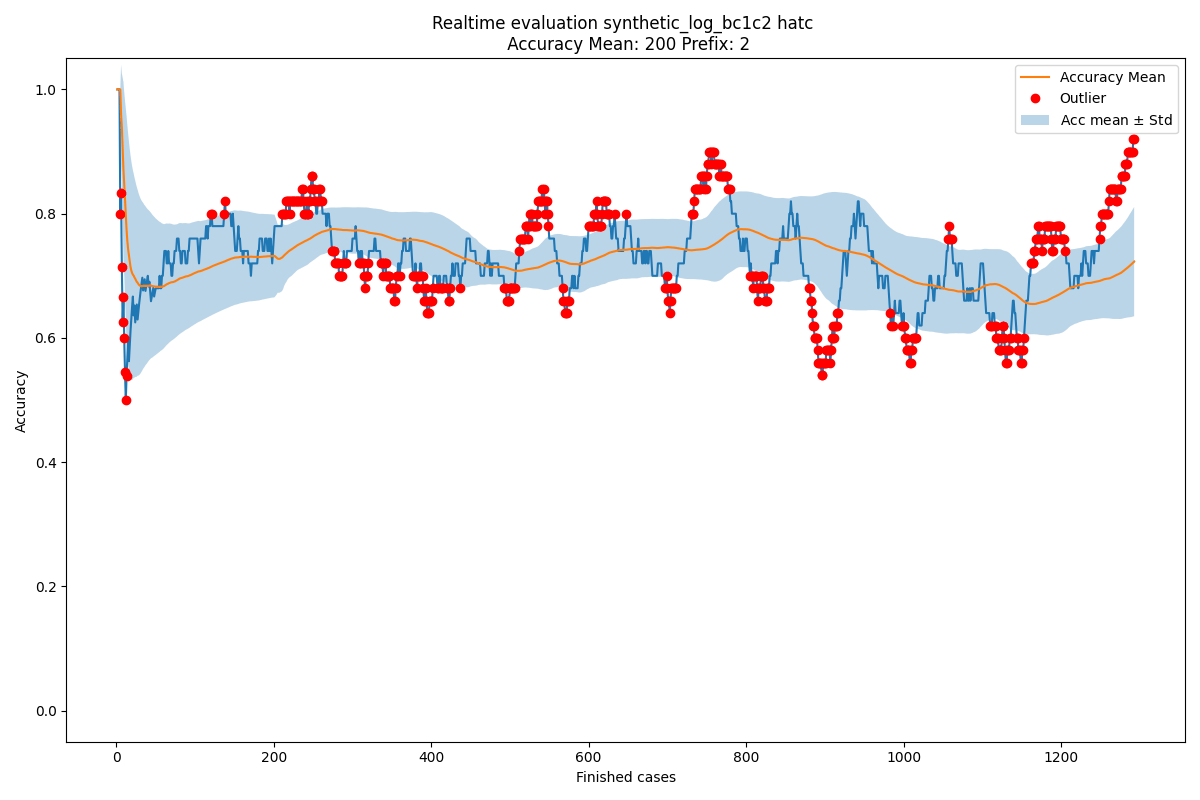 Realtime evaluation synthetic_log_bc1c2 hatc
Accuracy Mean: 200 Prefix: 2
Accuracy Mean
Outlier
Acc mean ± Std
1.0
0.8
0.6
0.4
0.2
0.0
Accuracy
0 200 400 600 800 1000 1200
Finished cases